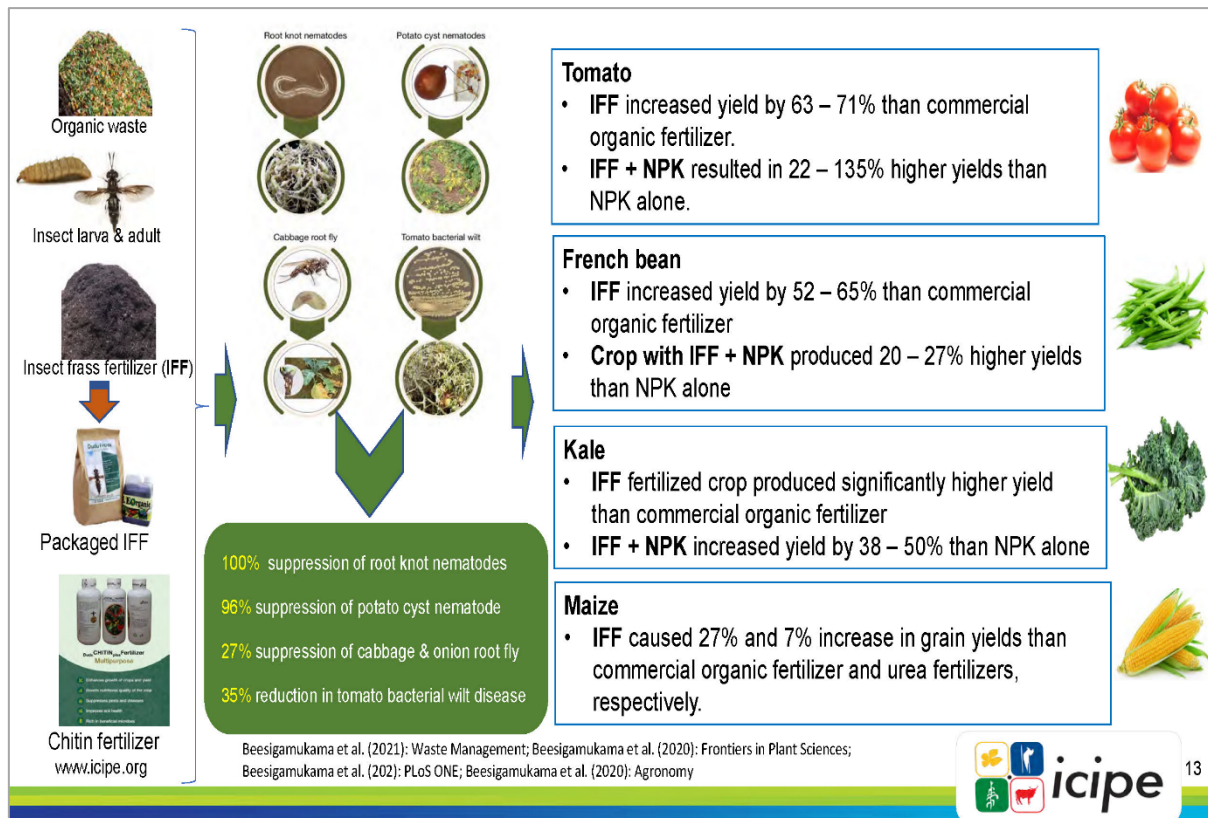 Organic waste
Insect larva & adult
Insect frass fertilizer (IFF)
Packaged IFF
CHITIN Fertilizer
Multipurpose
Chitin fertilizer
www.icipe.org
Root knot nematodes
Potato cyst nematodes
Cabbage root fly
Tomato bacterial wilt
100% suppression of root knot nematodes
96% suppression of potato cyst nematode
27% suppression of cabbage & onion root fly
35% reduction in tomato bacterial wilt disease
Tomato
• IFF increased yield by 63 – 71% than commercial
organic fertilizer.
• IFF + NPK resulted in 22 – 135% higher yields than
NPK alone.
French bean
• IFF increased yield by 52 – 65% than commercial
organic fertilizer
• Crop with IFF + NPK produced 20 – 27% higher yields
than NPK alone
Kale
• IFF fertilized crop produced significantly higher yield
than commercial organic fertilizer
• IFF + NPK increased yield by 38 – 50% than NPK alone
Maize
• IFF caused 27% and 7% increase in grain yields than
commercial organic fertilizer and urea fertilizers,
respectively.
Beesigamukama et al. (2021): Waste Management; Beesigamukama et al. (2020): Frontiers in Plant Sciences;
Beesigamukama et al. (202): PLoS ONE; Beesigamukama et al. (2020): Agronomy
icipe
13